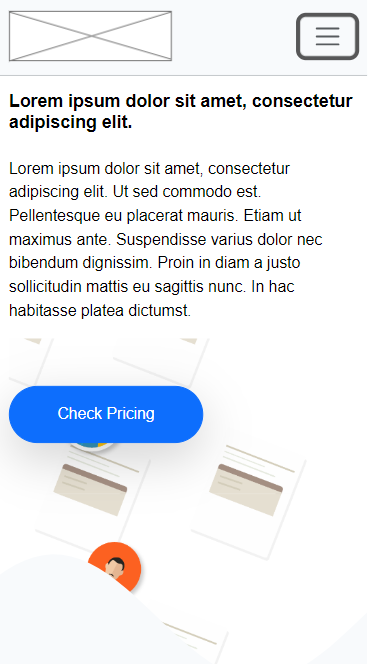 Lorem ipsum dolor sit amet, consectetur
adipiscing elit.
Lorem ipsum dolor sit amet, consectetur
adipiscing elit. Ut sed commodo est.
Pellentesque eu placerat mauris. Etiam ut
maximus ante. Suspendisse varius dolor nec
bibendum dignissim. Proin in diam a justo
sollicitudin mattis eu sagittis nunc. In hac
habitasse platea dictumst.
Check Pricing